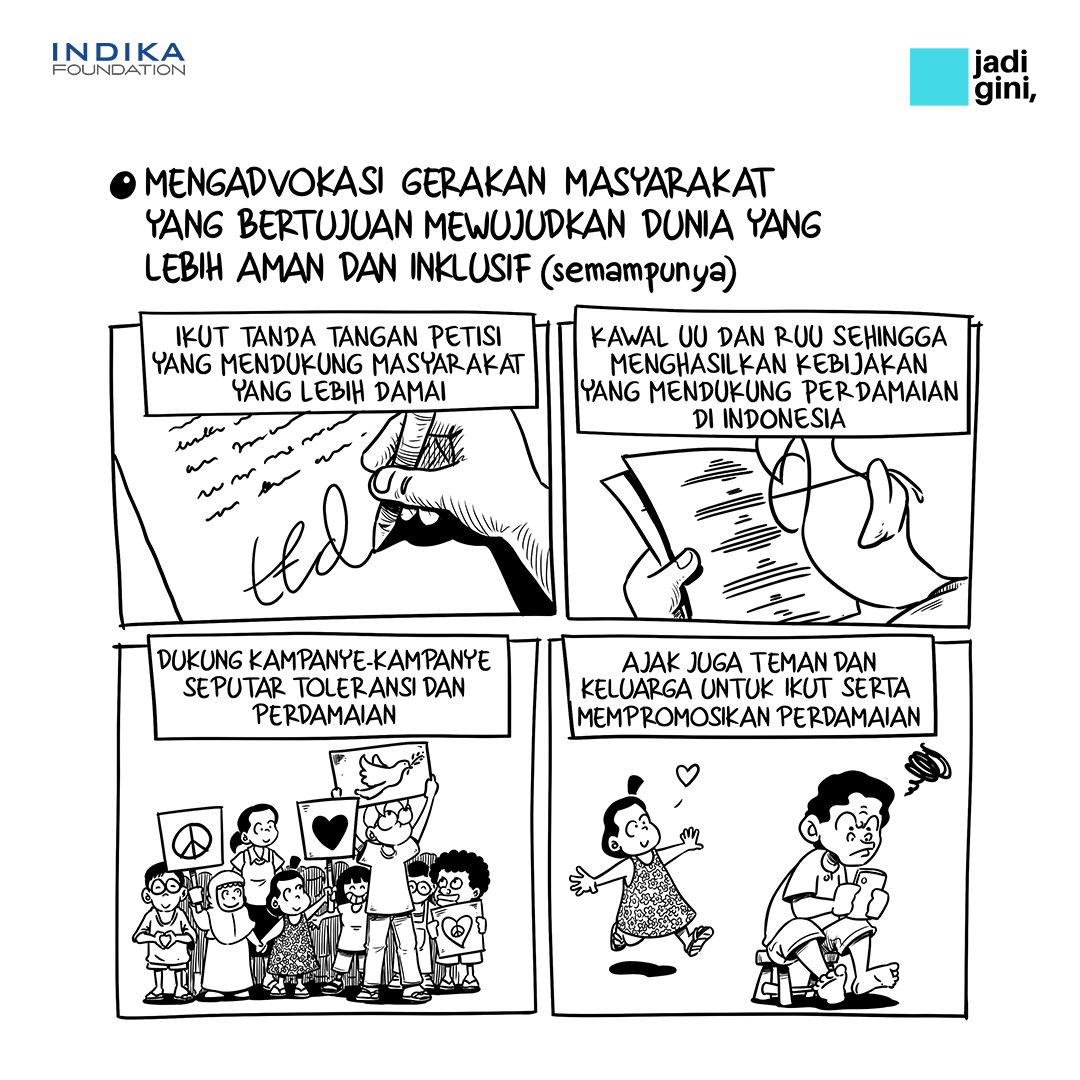 INDIKA
FOUNDATION
jadi
gini,
MENGADVOKASI GERAKAN MASYARAKAT
YANG BERTUJUAN MEWUJUDKAN DUNIA YANG
LEBIH AMAN DAN INKLUSIF (semampunya)
IKUT TANDA TANGAN PETISI
YANG MENDUKUNG MASYARAKAT
YANG LEBIH DAMAI
KAWAL UU DAN RUU SEHINGGA
MENGHASILKAN KEBIJAKAN
YANG MENDUKUNG PERDAMAIAN
DI INDONESIA
ttd
DUKUNG KAMPANYE-KAMPANYE
SEPUTAR TOLERANSI DAN
PERDAMAIAN
AJAK JUGA TEMAN DAN
KELUARGA UNTUK IKUT SERTA
MEMPROMOSIKAN PERDAMAIAN